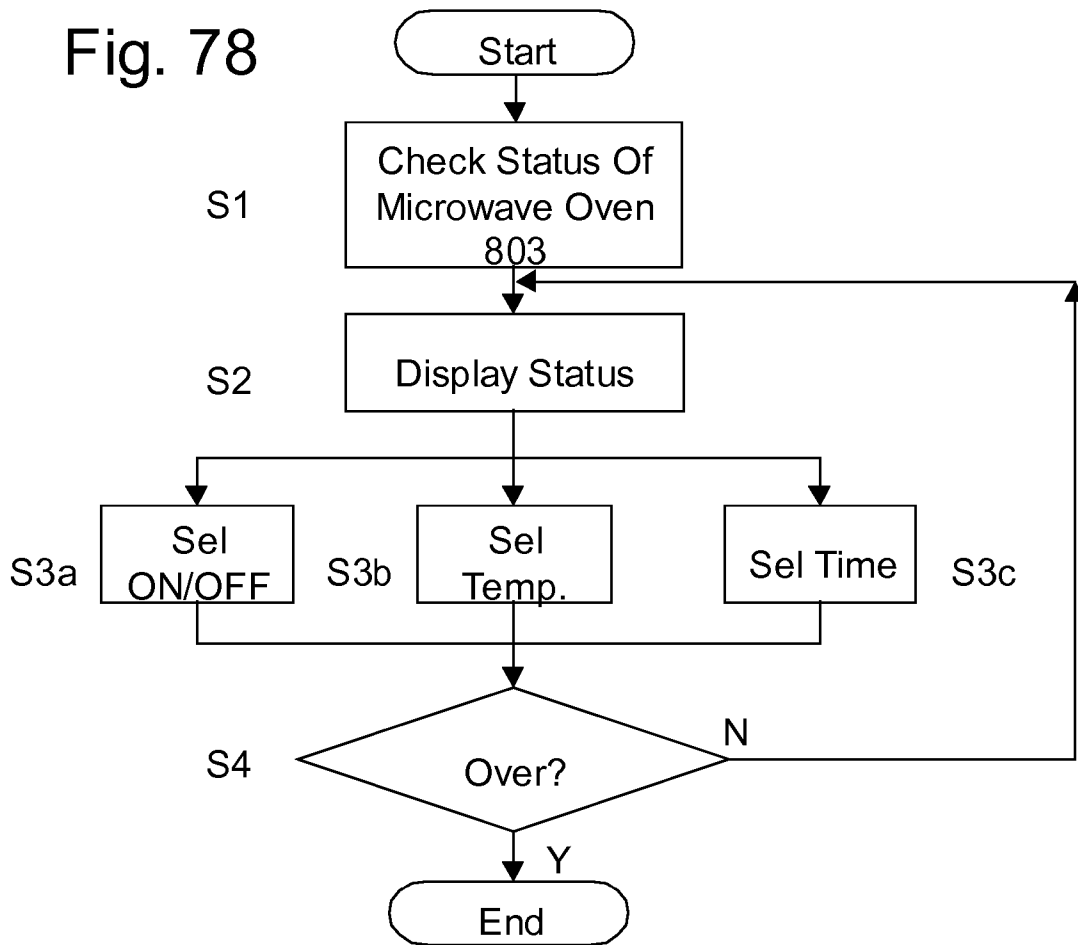 Fig. 78
Start
S1
Check Status Of
Microwave Oven
803
S2
Display Status
S3a
Sel
ON/OFF
S3b
Sel
Temp.
Sel Time
S3c
S4
Over?
N
Y
End